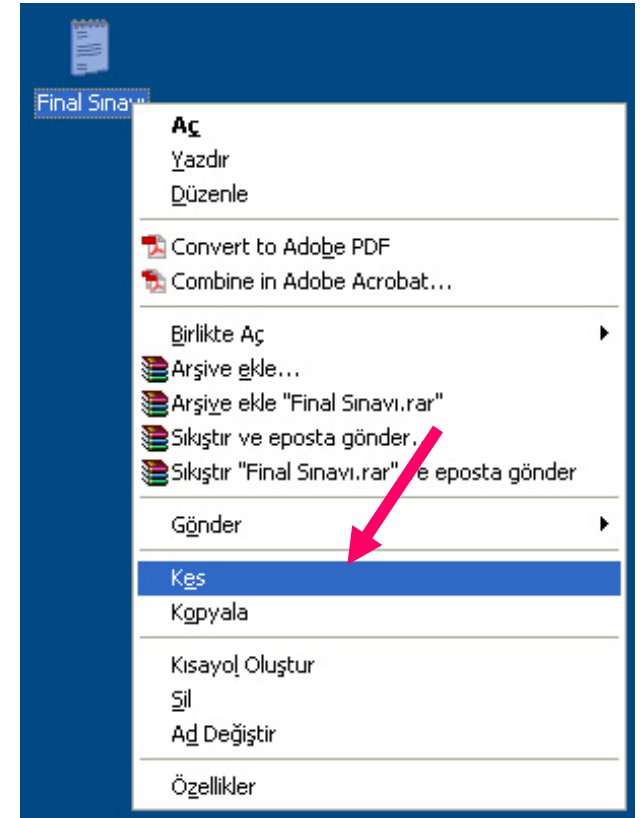 Final Sınavı
Aç
Yazdır
Düzenle
Convert to Adobe PDF
Combine in Adobe Acrobat...
Birlikte Aç
Arşive ekle...
Arşive ekle "Final Sınavı.rar"
Sıkıştır ve eposta gönder...
Sıkıştır "Final Sınavı.rar" ve eposta gönder
Gönder
Kes
Kopyala
Kısayol Oluştur
Sil
Ad Değiştir
Özellikler